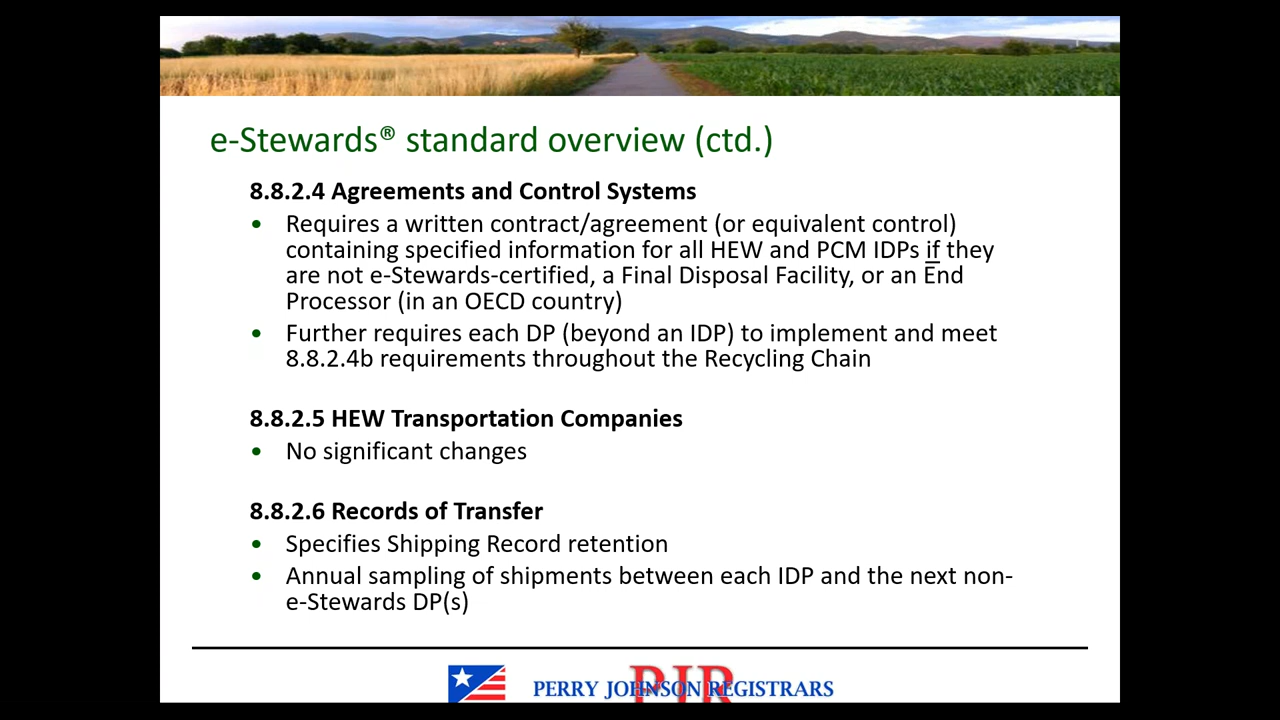 e-Stewards® standard overview (ctd.)
8.8.2.4 Agreements and Control Systems
• Requires a written contract/agreement (or equivalent control)
containing specified information for all HEW and PCM IDPs if they
are not e-Stewards-certified, a Final Disposal Facility, or an End
Processor (in an OECD country)
• Further requires each DP (beyond an IDP) to implement and meet
8.8.2.4b requirements throughout the Recycling Chain
8.8.2.5 HEW Transportation Companies
• No significant changes
8.8.2.6 Records of Transfer
• Specifies Shipping Record retention
• Annual sampling of shipments between each IDP and the next non-
e-Stewards DP(s)
PJR
PERRY JOHNSON REGISTRARS